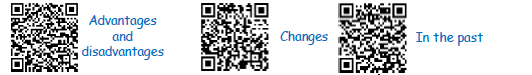 Advantages
and
disadvantages
Changes
In the past